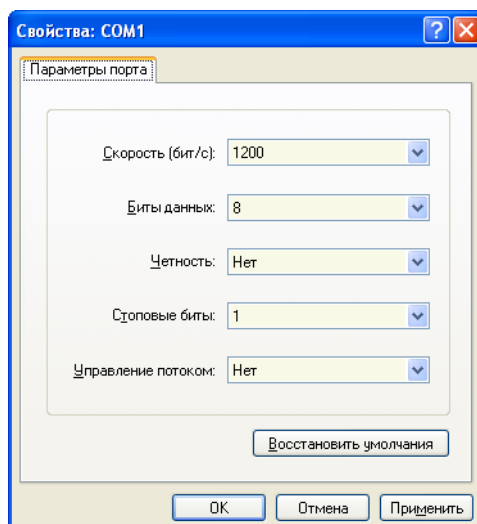 Свойства: COM1
Параметры порта
Скорость (бит/с): 1200
Биты данных: 8
Четность: Нет
Стоповые биты: 1
Управление потоком: Нет
Восстановить умолчания
OK Отмена Применить